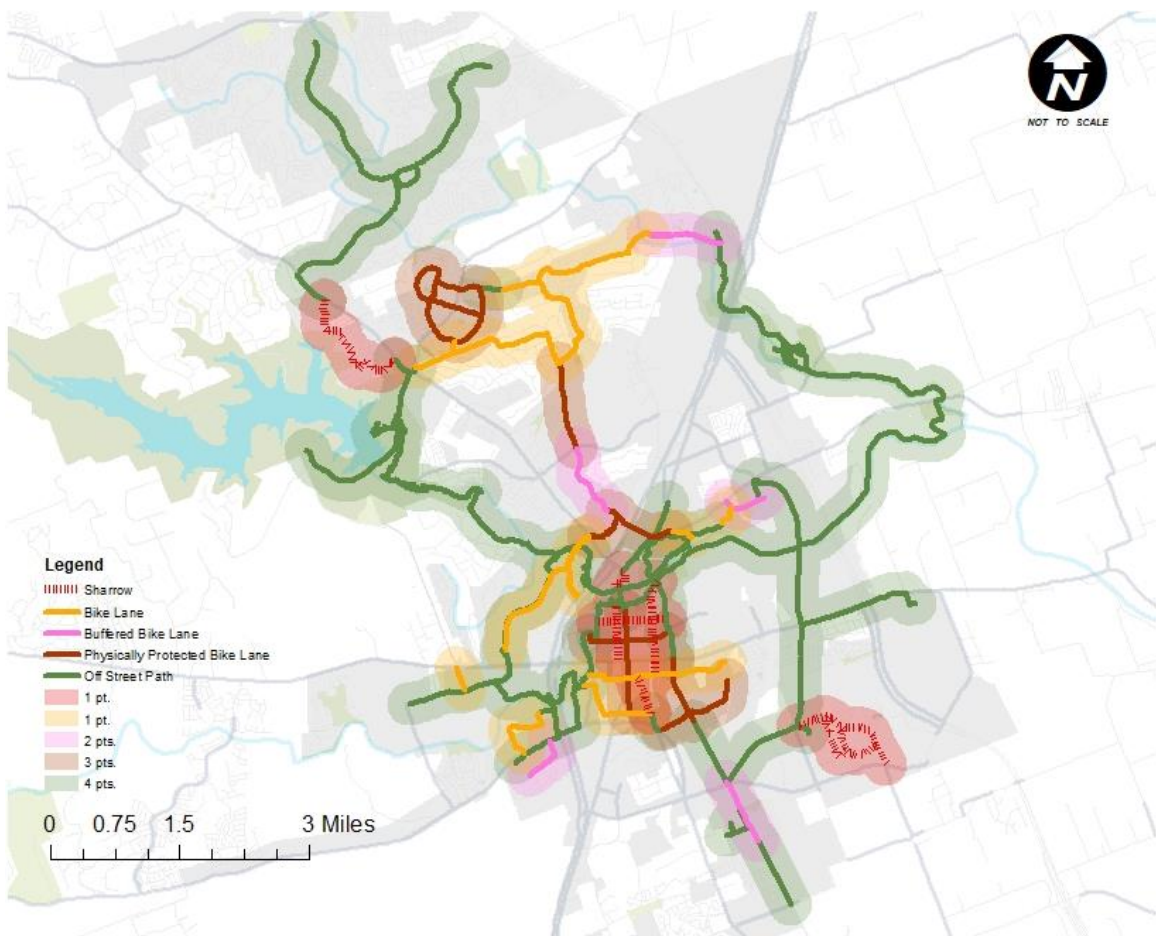 N
NOT TO SCALE
Legend
Sharrow
Bike Lane
Buffered Bike Lane
Physically Protected Bike Lane
Off Street Path
1 pt.
1 pt.
2 pts.
3 pts.
4 pts.
0 0.75 1.5 3 Miles